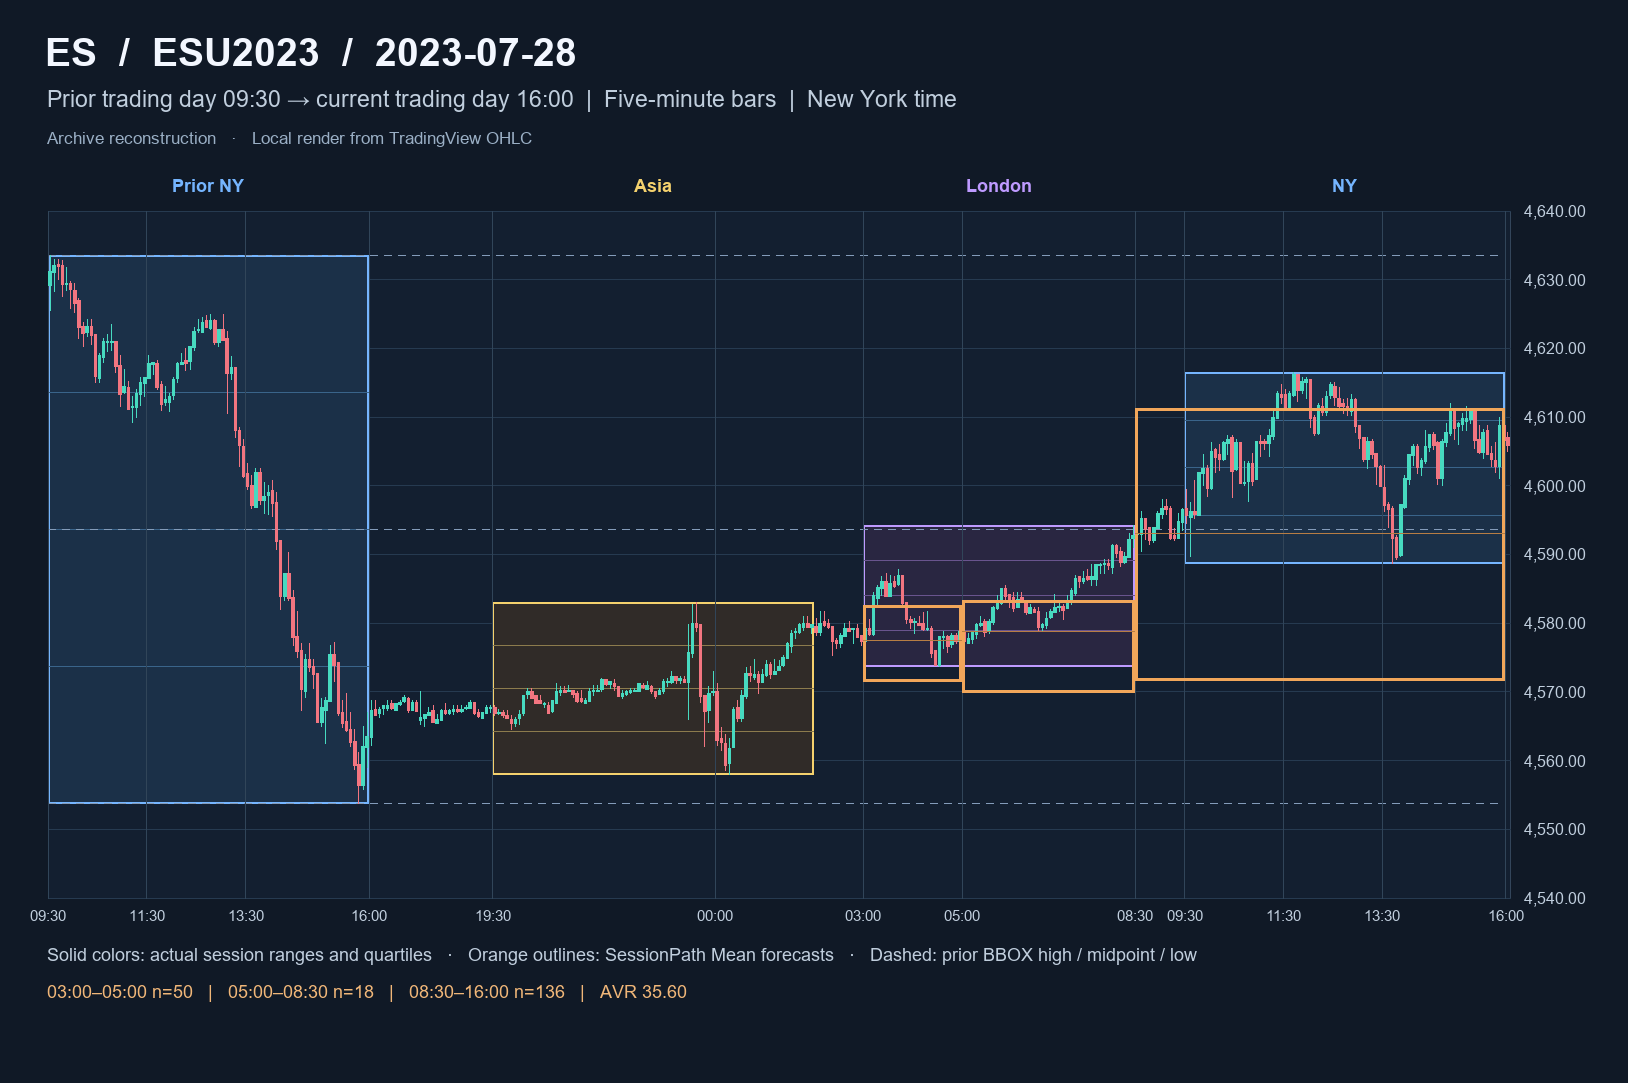 ES / ESU2023 / 2023-07-28
Prior trading day 09:30 → current trading day 16:00 | Five-minute bars | New York time
Archive reconstruction · Local render from TradingView OHLC
Prior NY Asia London NY
4,640.00
4,630.00
4,620.00
4,610.00
4,600.00
4,590.00
4,580.00
4,570.00
4,560.00
4,550.00
4,540.00
09:30 11:30 13:30 16:00 19:30 00:00 03:00 05:00 08:30 09:30 11:30 13:30 16:00
Solid colors: actual session ranges and quartiles · Orange outlines: SessionPath Mean forecasts · Dashed: prior BBOX high / midpoint / low
03:00–05:00 n=50 | 05:00–08:30 n=18 | 08:30–16:00 n=136 | AVR 35.60